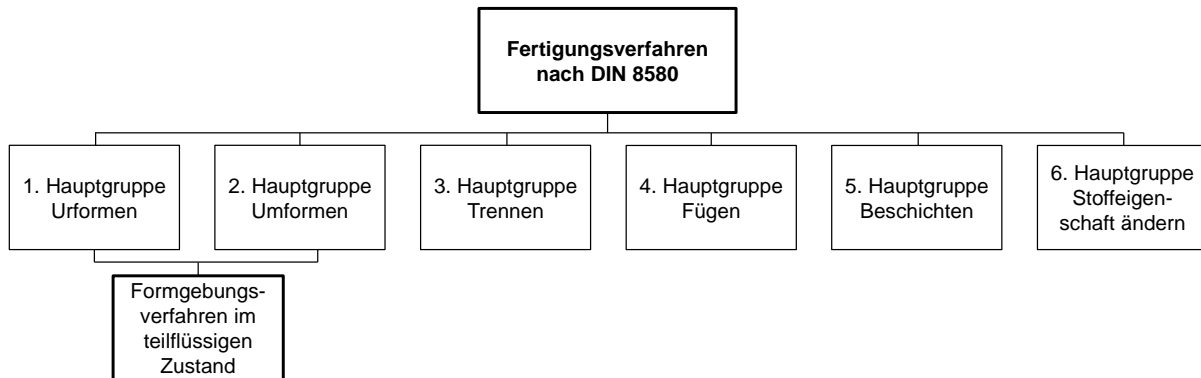 Fertigungsverfahren
nach DIN 8580
1. Hauptgruppe
Urformen
2. Hauptgruppe
Umformen
3. Hauptgruppe
Trennen
4. Hauptgruppe
Fügen
5. Hauptgruppe
Beschichten
6. Hauptgruppe
Stoffeigen-
schaft ändern
Formgebungs-
verfahren im
teilflüssigen
Zustand